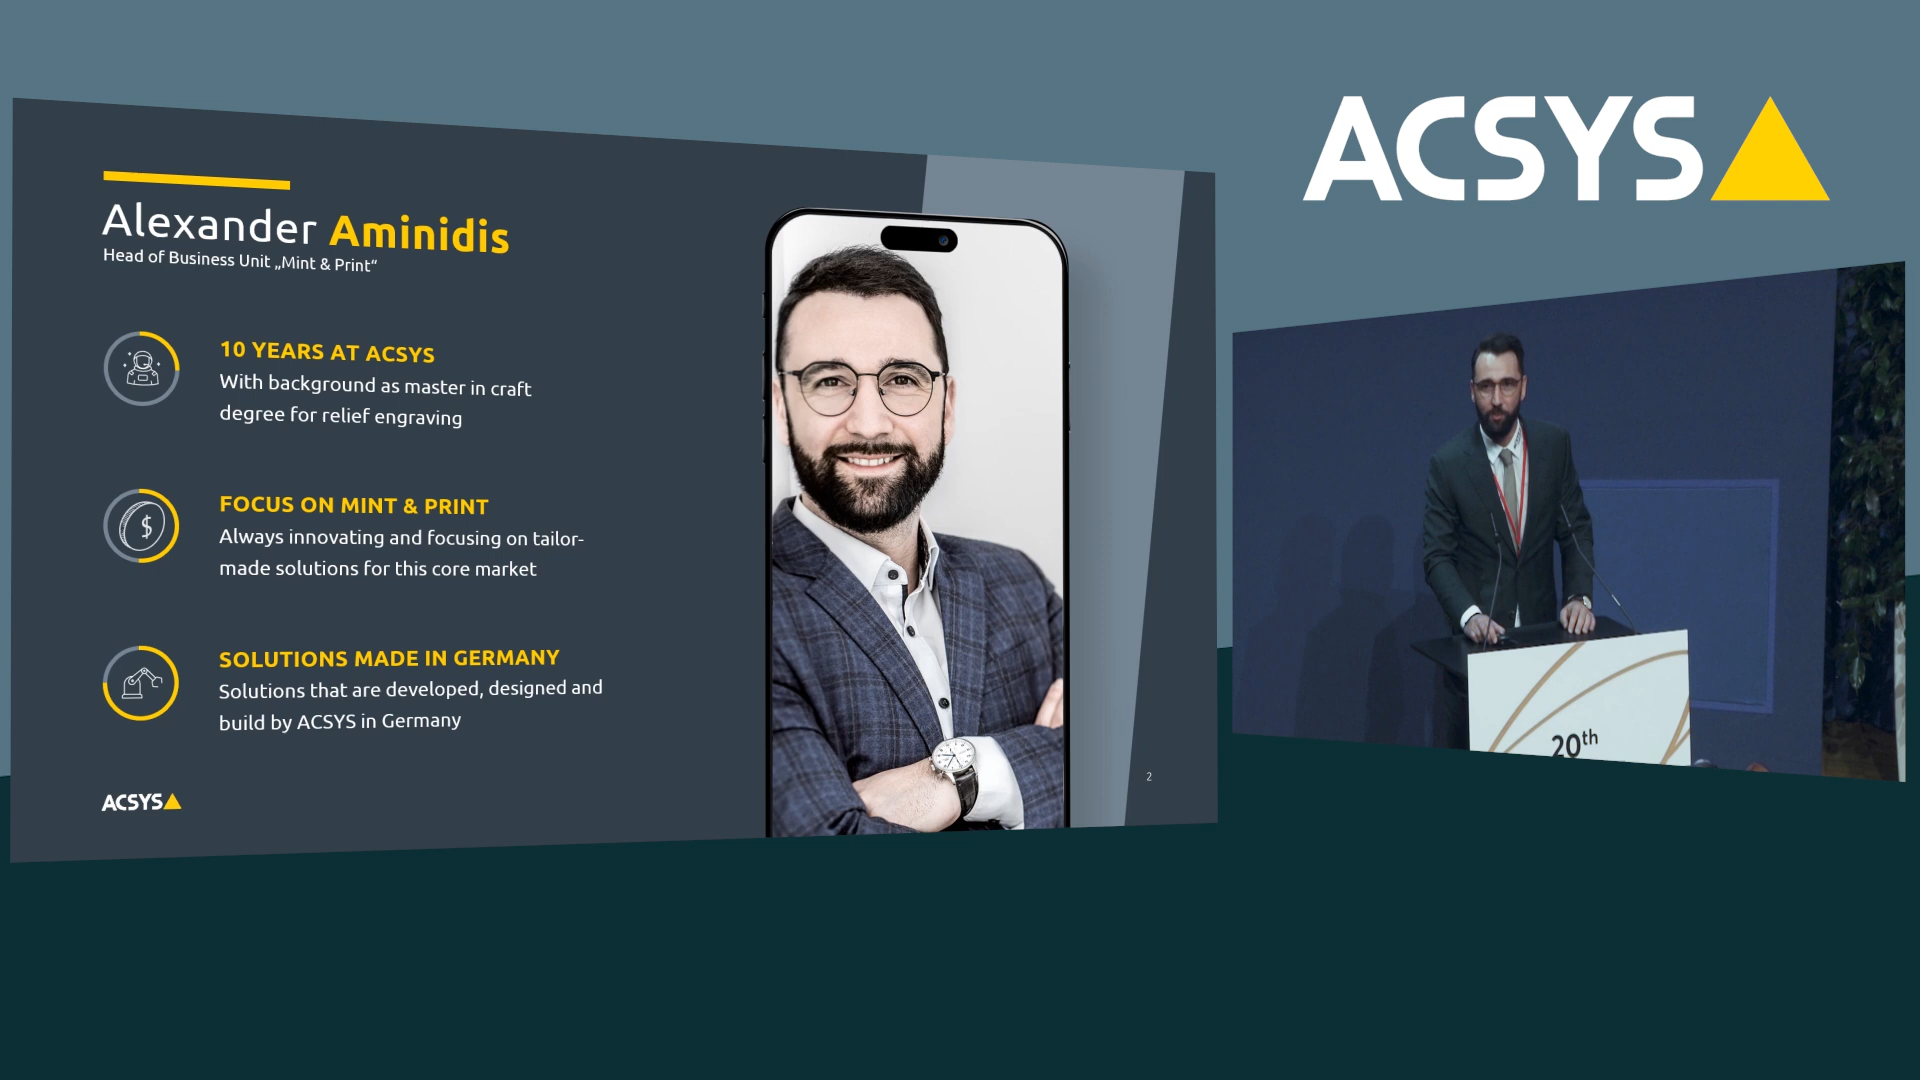 ACSYS
Alexander Aminidis
Head of Business Unit „Mint & Print“
10 YEARS AT ACSYS
With background as master in craft
degree for relief engraving
FOCUS ON MINT & PRINT
Always innovating and focusing on tailor-
made solutions for this core market
SOLUTIONS MADE IN GERMANY
Solutions that are developed, designed and
build by ACSYS in Germany
ACSYS
2
20th